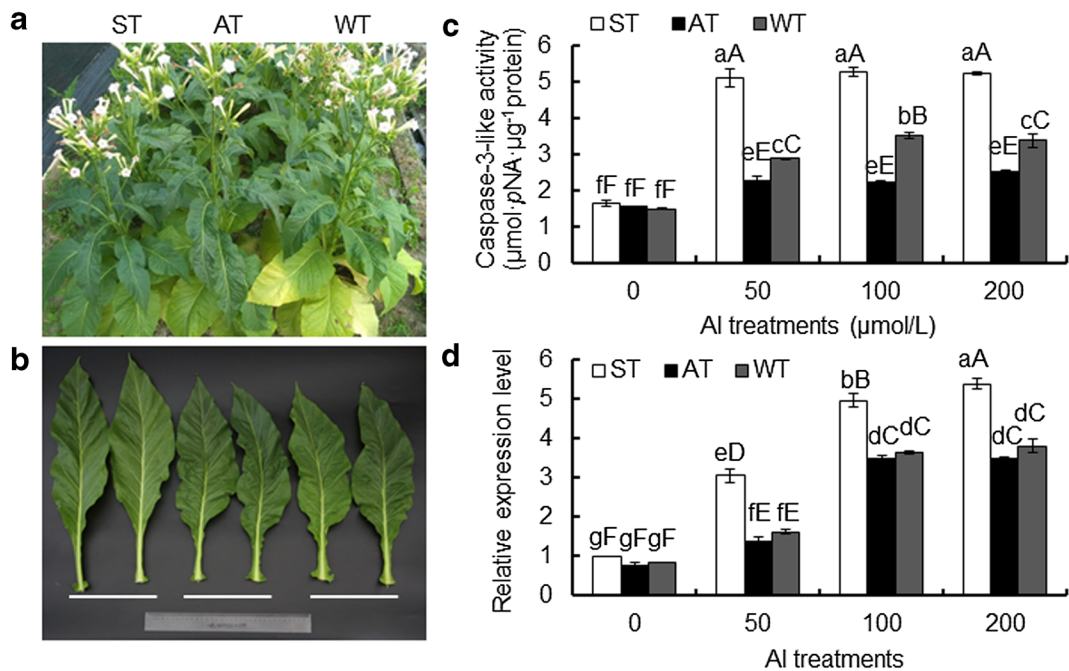 a
ST AT WT
b
c
ST AT WT
Caspase-3-like activity
(µmol·pNA·µg⁻¹protein)
6
5
4
3
2
1
0
fF fF fF
aA eE cC
aA eE bB
aA eE cC
0 50 100 200
Al treatments (µmol/L)
d
ST AT WT
Relative expression level
6
5
4
3
2
1
0
gF gF gF
eD fE fE
bB dC dC
aA dC dC
0 50 100 200
Al treatments